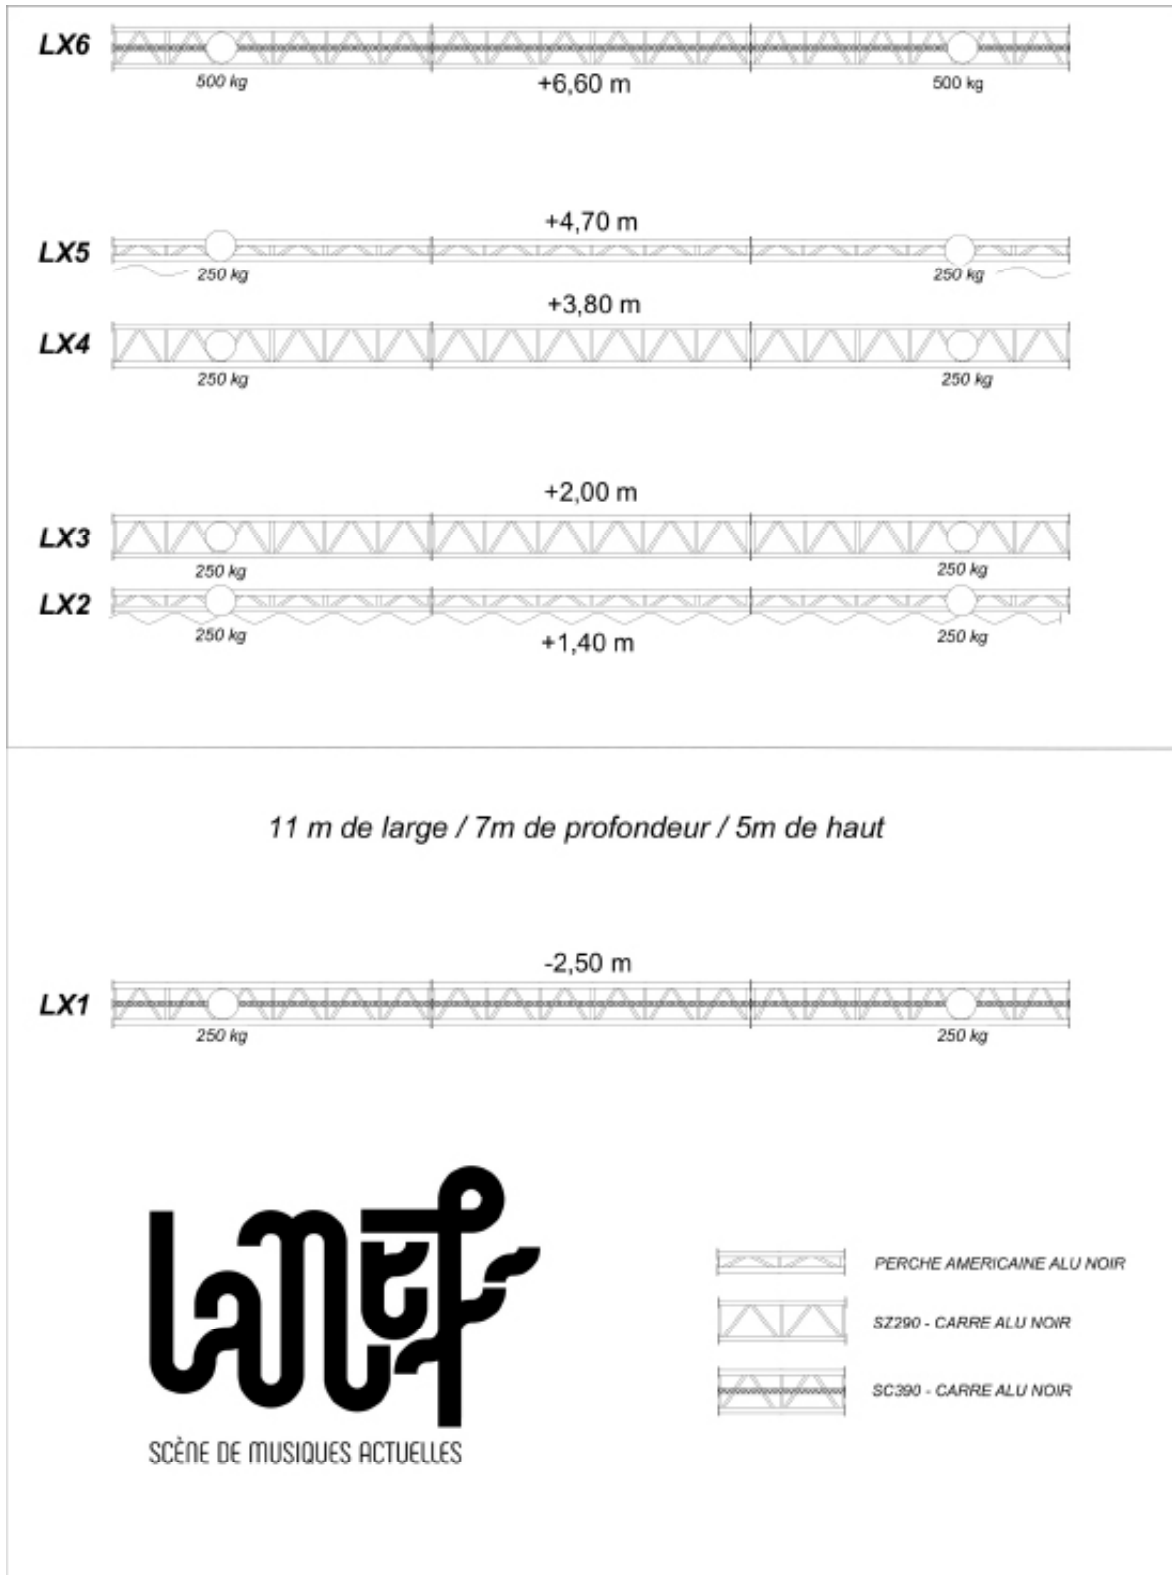 LX6
500 kg
+6,60 m
500 kg
+4,70 m
LX5
250 kg
250 kg
+3,80 m
LX4
250 kg
250 kg
+2,00 m
LX3
250 kg
250 kg
LX2
250 kg
+1,40 m
250 kg
11 m de large / 7m de profondeur / 5m de haut
-2,50 m
LX1
250 kg
250 kg
LaNef
SCÈNE DE MUSIQUES ACTUELLES
PERCHE AMERICAINE ALU NOIR
SZ290 - CARRE ALU NOIR
SC390 - CARRE ALU NOIR